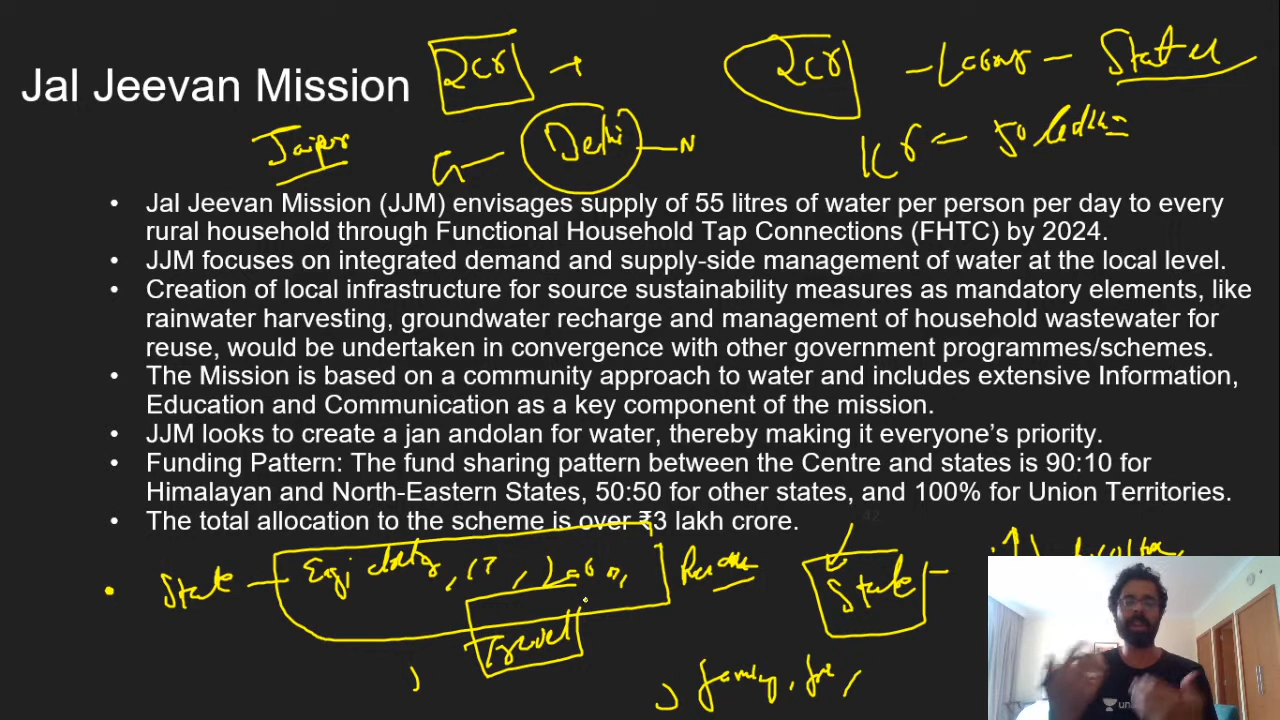 2cr
2cr
States
Jal Jeevan Mission
Jaipur
G
Delhi
N
Kr = 50
• Jal Jeevan Mission (JJM) envisages supply of 55 litres of water per person per day to every
rural household through Functional Household Tap Connections (FHTC) by 2024.
• JJM focuses on integrated demand and supply-side management of water at the local level.
• Creation of local infrastructure for source sustainability measures as mandatory elements, like
rainwater harvesting, groundwater recharge and management of household wastewater for
reuse, would be undertaken in convergence with other government programmes/schemes.
• The Mission is based on a community approach to water and includes extensive Information,
Education and Communication as a key component of the mission.
• JJM looks to create a jan andolan for water, thereby making it everyone's priority.
• Funding Pattern: The fund sharing pattern between the Centre and states is 90:10 for
Himalayan and North-Eastern States, 50:50 for other states, and 100% for Union Territories.
• The total allocation to the scheme is over ₹3 lakh crore.
State
State
Travel